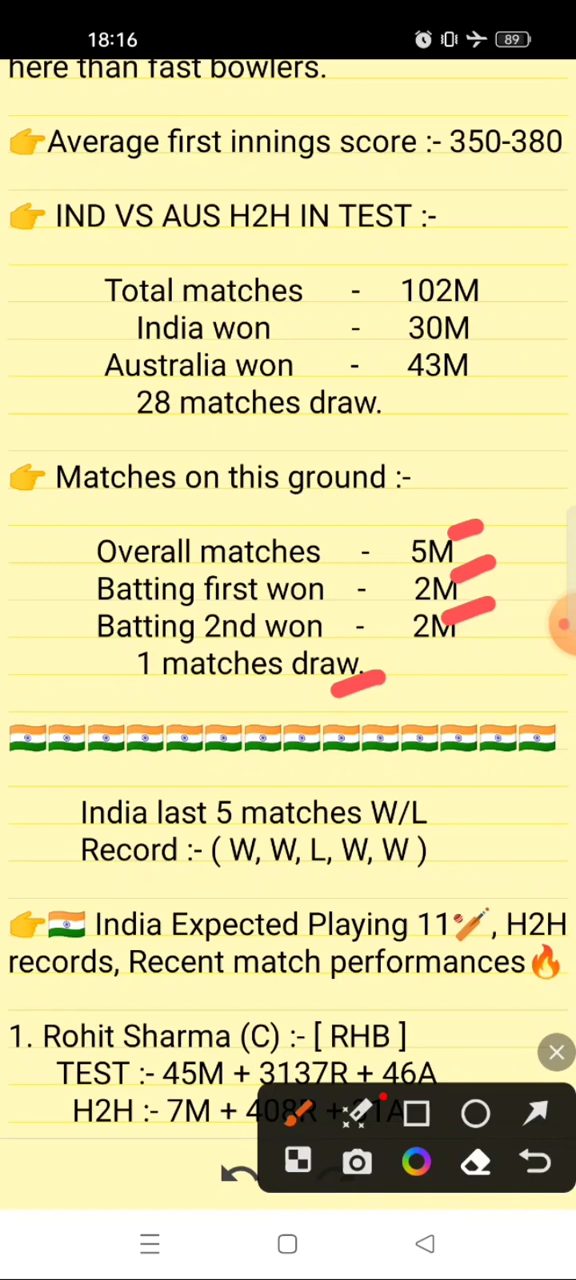 18:16
89
here than fast bowlers.
👉Average first innings score :- 350-380
👉 IND VS AUS H2H IN TEST :-
Total matches - 102M
India won - 30M
Australia won - 43M
28 matches draw.
👉 Matches on this ground :-
Overall matches - 5M
Batting first won - 2M
Batting 2nd won - 2M
1 matches draw.
🇮🇳🇮🇳🇮🇳🇮🇳🇮🇳🇮🇳🇮🇳🇮🇳🇮🇳🇮🇳🇮🇳🇮🇳🇮🇳🇮🇳
India last 5 matches W/L
Record :- ( W, W, L, W, W )
👉🇮🇳 India Expected Playing 11🏏, H2H
records, Recent match performances🔥
1. Rohit Sharma (C) :- [ RHB ]
TEST :- 45M + 3137R + 46A
H2H :- 7M + 408R +